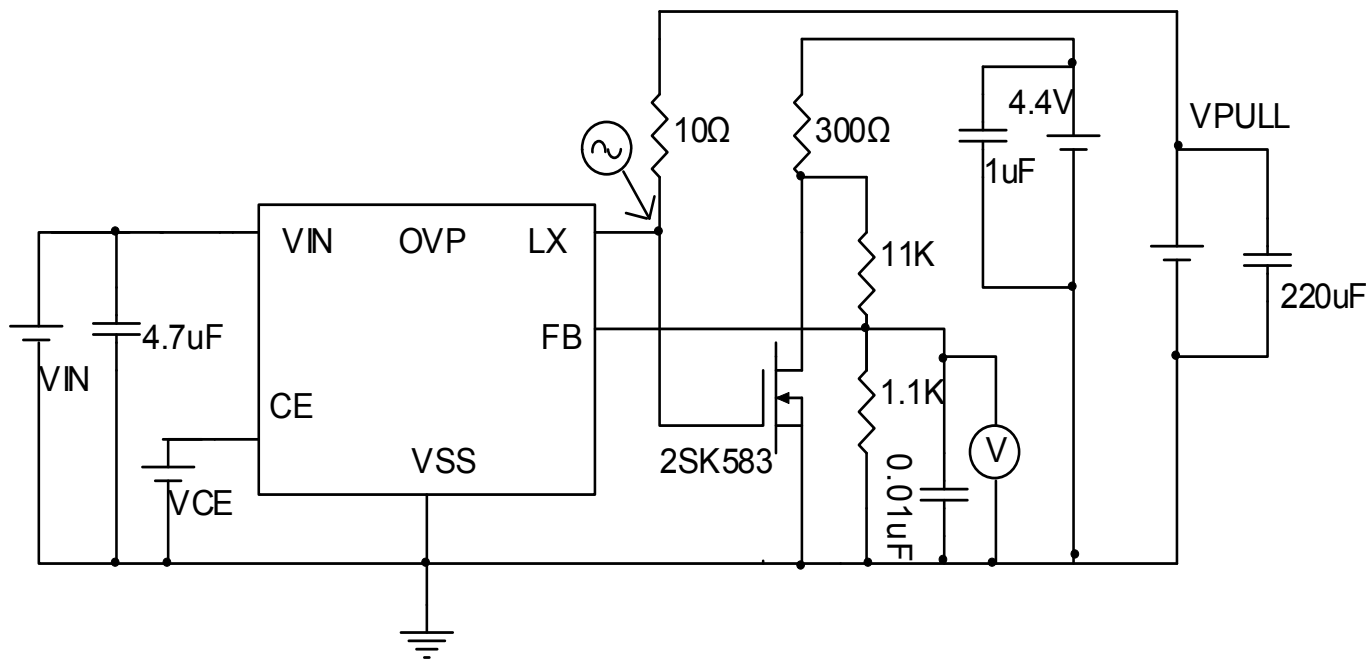 4.4V
VPULL
10Ω
300Ω
1uF
VIN OVP LX
11K
220uF
4.7uF
FB
VIN
1.1K
CE
V
2SK583
VSS
0.01uF
VCE